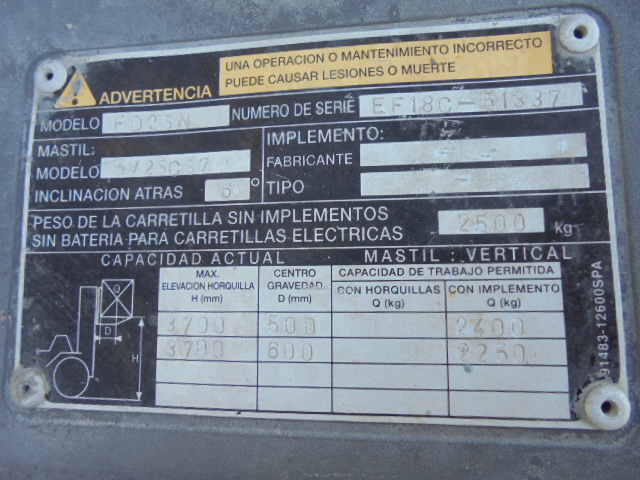 UNA OPERACION O MANTENIMIENTO INCORRECTO
PUEDE CAUSAR LESIONES O MUERTE
ADVERTENCIA
MODELO FD25N NUMERO DE SERIE EF18C-51337
MASTIL:
MODELO
INCLINACION ATRAS 6°
IMPLEMENTO:
FABRICANTE
TIPO
PESO DE LA CARRETILLA SIN IMPLEMENTOS
SIN BATERIA PARA CARRETILLAS ELECTRICAS
2500 kg
CAPACIDAD ACTUAL MASTIL : VERTICAL
MAX. ELEVACION HORQUILLA H (mm)
CENTRO GRAVEDAD D (mm)
CAPACIDAD DE TRABAJO PERMITIDA
CON HORQUILLAS Q (kg)
CON IMPLEMENTO Q (kg)
3700 500 2400
3700 600 2250
Q
D
H
91483-12600SPA